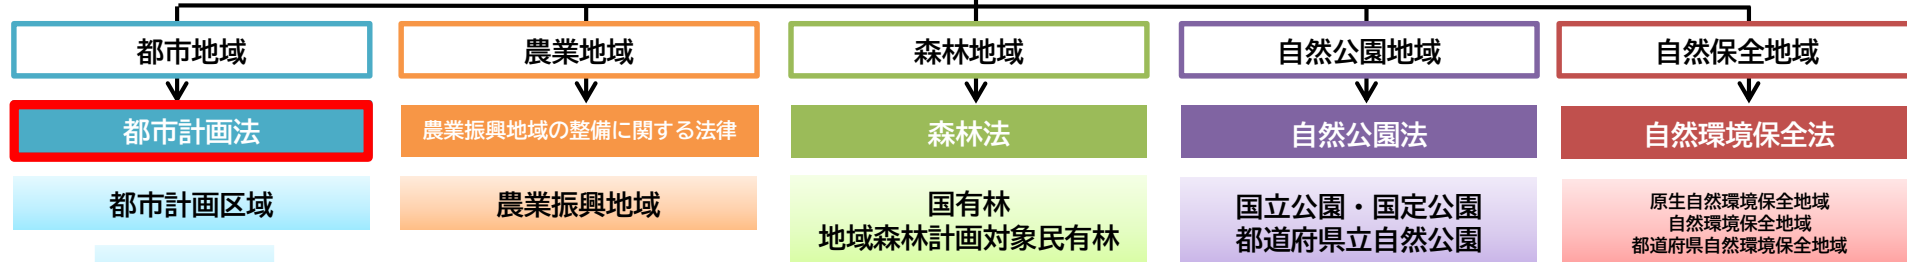 都市地域
農業地域
森林地域
自然公園地域
自然保全地域
都市計画法
農業振興地域の整備に関する法律
森林法
自然公園法
自然環境保全法
都市計画区域
農業振興地域
国有林
地域森林計画対象民有林
国立公園・国定公園
都道府県立自然公園
原生自然環境保全地域
自然環境保全地域
都道府県自然環境保全地域